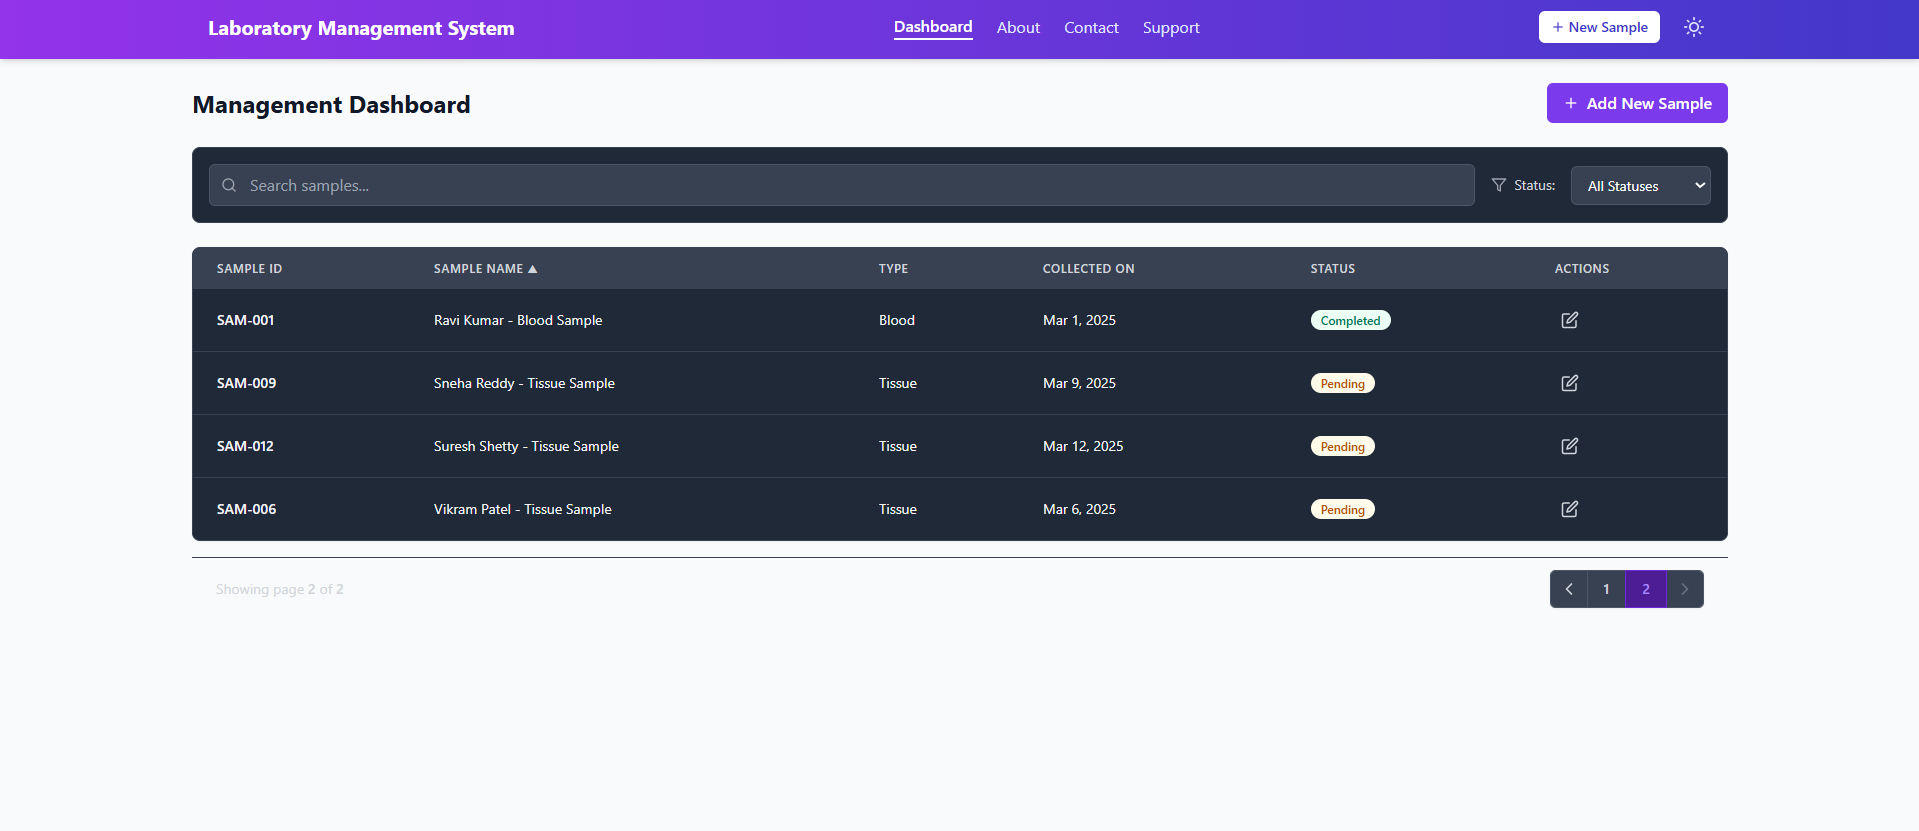 Laboratory Management System
Dashboard About Contact Support
+ New Sample
Management Dashboard
+ Add New Sample
Search samples...
Status:
All Statuses
SAMPLE ID SAMPLE NAME ▲ TYPE COLLECTED ON STATUS ACTIONS
SAM-001 Ravi Kumar - Blood Sample Blood Mar 1, 2025 Completed
SAM-009 Sneha Reddy - Tissue Sample Tissue Mar 9, 2025 Pending
SAM-012 Suresh Shetty - Tissue Sample Tissue Mar 12, 2025 Pending
SAM-006 Vikram Patel - Tissue Sample Tissue Mar 6, 2025 Pending
Showing page 2 of 2
1 2